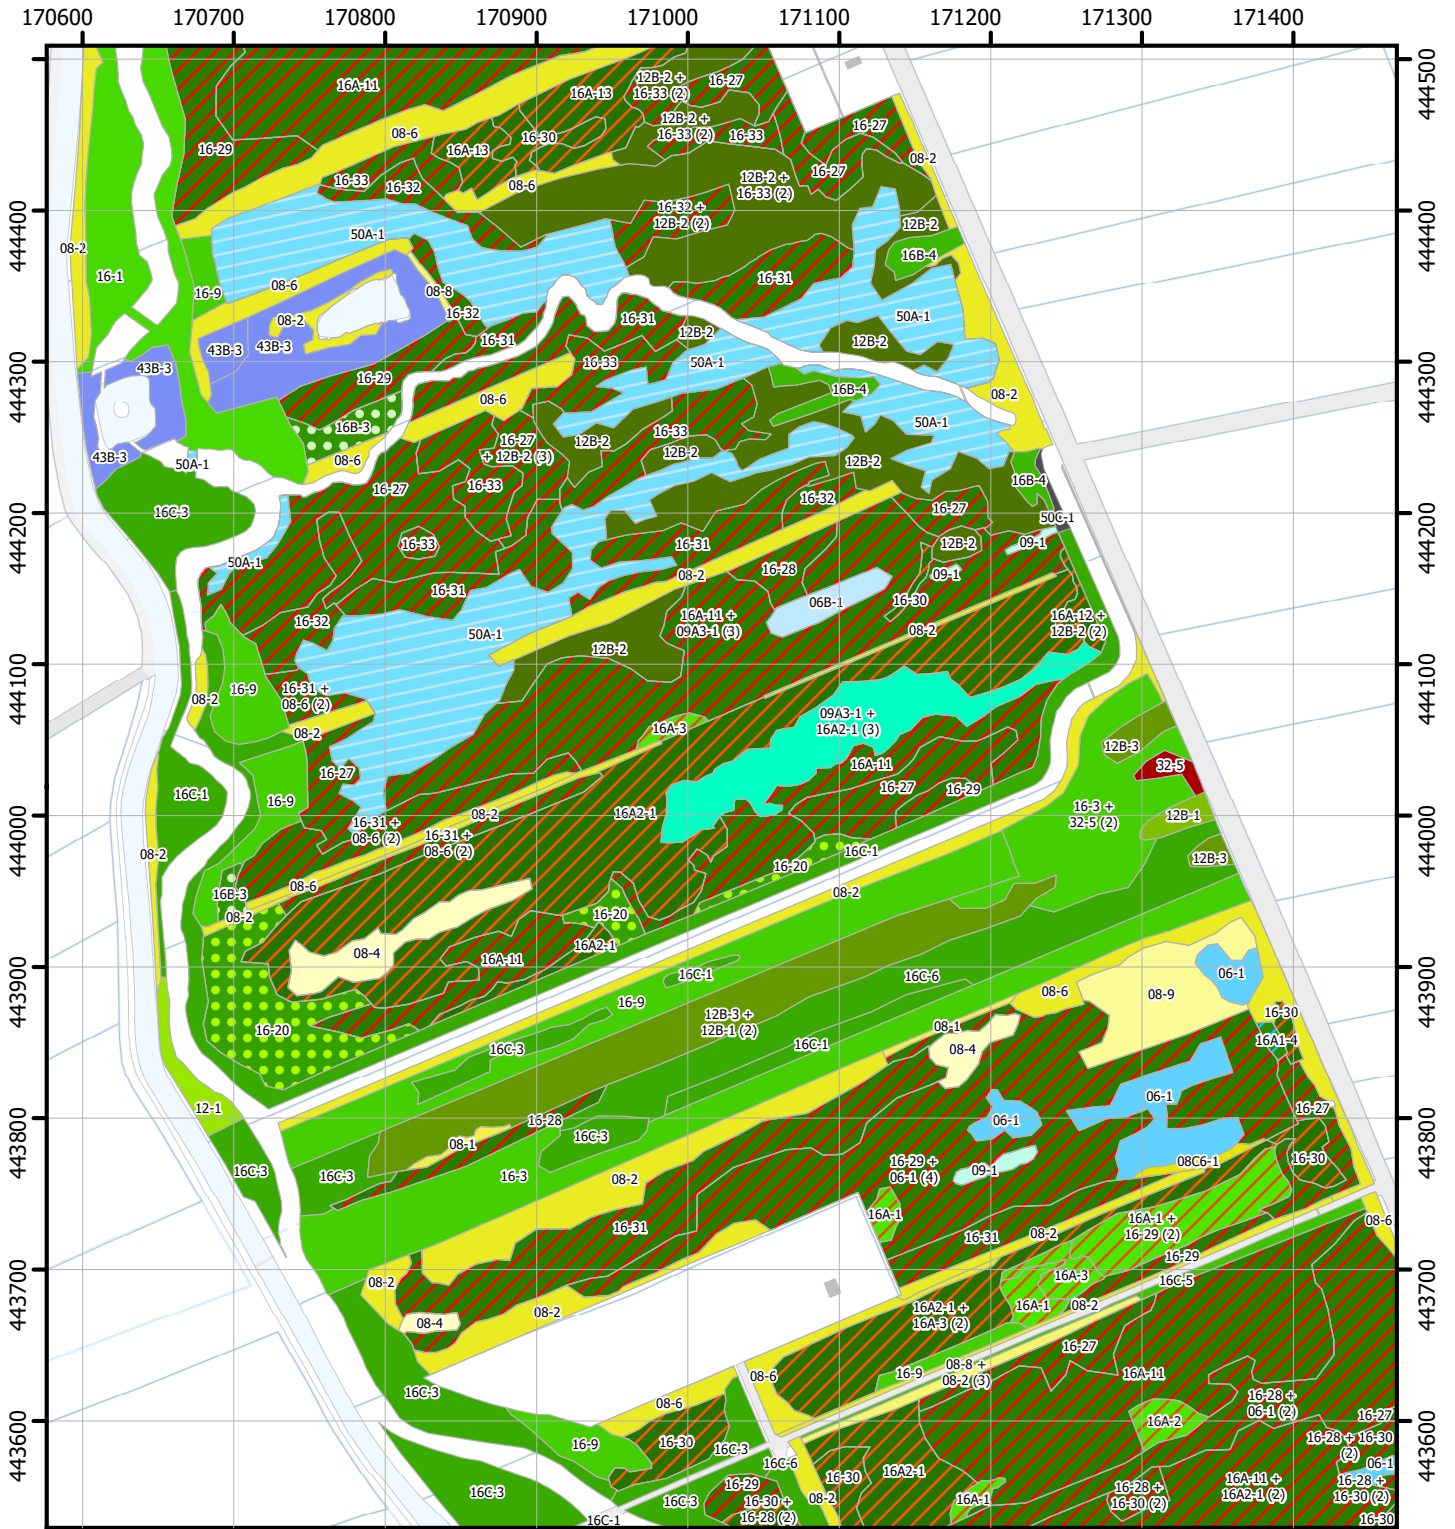 170600 170700 170800 170900 171000 171100 171200 171300 171400
444500
444400
444300
444200
444100
444000
443900
443800
443700
443600
444500
444400
444300
444200
444100
444000
443900
443800
443700
443600
16A-11
16A-13
12B-2 +
16-33 (2)
16-27
08-6
16-30
12B-2 +
16-33 (2)
16-33
16-27
16-29
16A-13
08-2
16-33
16-32
08-6
12B-2 +
16-33 (2)
16-27
08-2
50A-1
16-32 +
12B-2 (2)
12B-2
16B-4
16-1
16-9
08-6
08-8
16-31
08-2
16-32
16-31
50A-1
43B-3
43B-3
16-31
12B-2
12B-2
43B-3
16-29
16-33
50A-1
08-6
16B-4
08-2
16B-3
16-27
+ 12B-2 (3)
12B-2
16-33
12B-2
50A-1
43B-3
50A-1
08-6
12B-2
16-27
16-33
16-32
16B-4
16C-3
16-27
50C-1
16-33
16-31
12B-2
09-1
50A-1
08-2
16-28
09-1
16-31
06B-1
16-30
16-32
50A-1
16A-11 +
09A3-1 (3)
08-2
16A-12 +
12B-2 (2)
12B-2
08-2
16-9
16-31 +
08-6 (2)
08-2
16A-3
09A3-1 +
16A2-1 (3)
12B-3
16-27
16A-11
32-5
16C-1
16-9
16-27
16-29
08-2
16A2-1
16-3 +
32-5 (2)
12B-1
16-31 +
08-6 (2)
16-31 +
08-6 (2)
08-2
16C-1
12B-3
16-20
16B-3
08-6
08-2
08-2
16-20
16A2-1
08-4
16A-11
16C-1
16C-6
06-1
08-6
08-9
16-9
16-20
12B-3 +
12B-1 (2)
08-1
16-30
16A1-4
16C-3
16C-1
08-4
12-1
06-1
16-27
16-28
06-1
08-1
16C-3
16C-3
16C-3
16-3
08-2
16-29 +
06-1 (4)
09-1
08C6-1
16-30
16A-1
16-31
16-31
08-2
16A-1 +
16-29 (2)
08-6
16-29
08-2
16A-3
16C-5
08-4
08-2
16A2-1 +
16A-3 (2)
16A-1
08-2
16-27
08-6
16-9
08-8 +
08-2 (3)
16A-11
16C-3
08-6
16-28 +
06-1 (2)
16-27
16A-2
16-9
16-30
16C-3
16-28 +
(2)
16-30
16C-6
16-30
16A2-1
06-1
16C-3
16-29
16C-3
16-30 +
16-28 (2)
08-2
16A-1
16-28 +
16-30 (2)
16A-11 +
16A2-1 (2)
16-28 +
16-30 (2)
16C-1
16-30